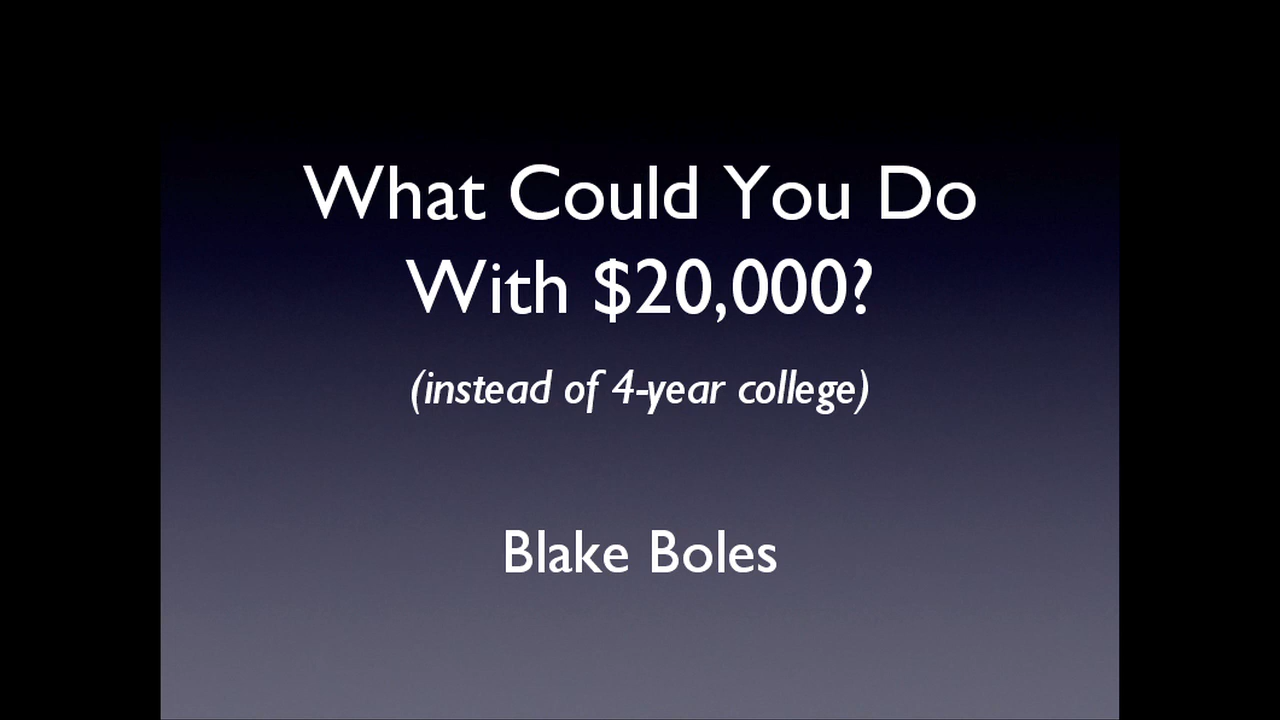 What Could You Do
With $20,000?
(instead of 4-year college)
Blake Boles